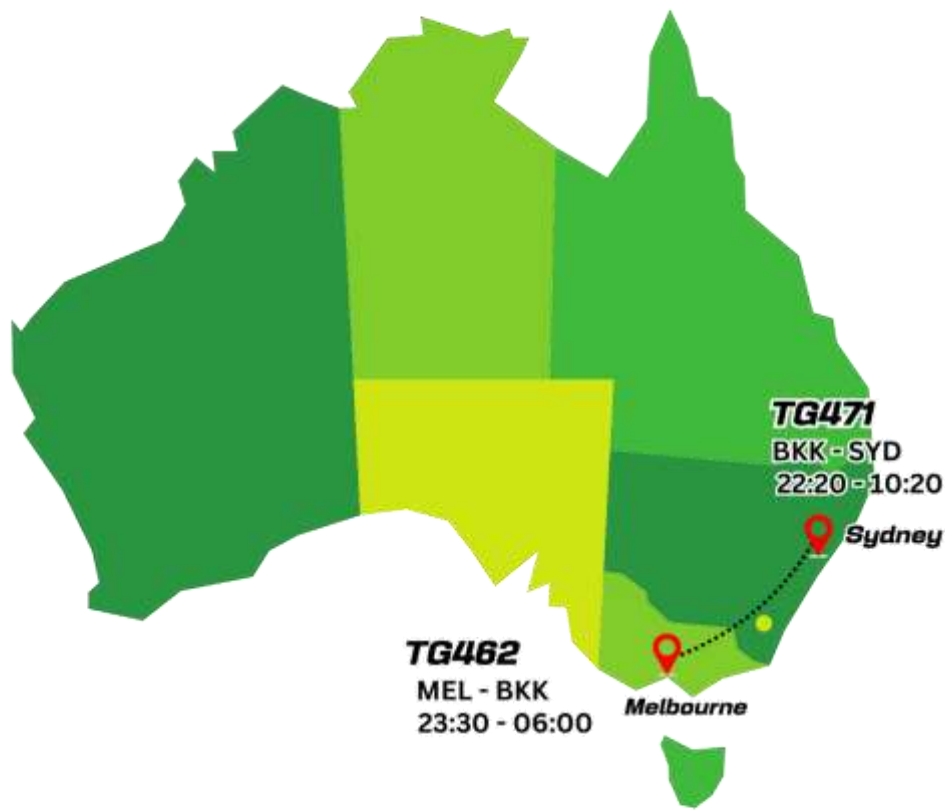 TG471
BKK - SYD
22:20 - 10:20
Sydney
TG462
MEL - BKK
23:30 - 06:00
Melbourne